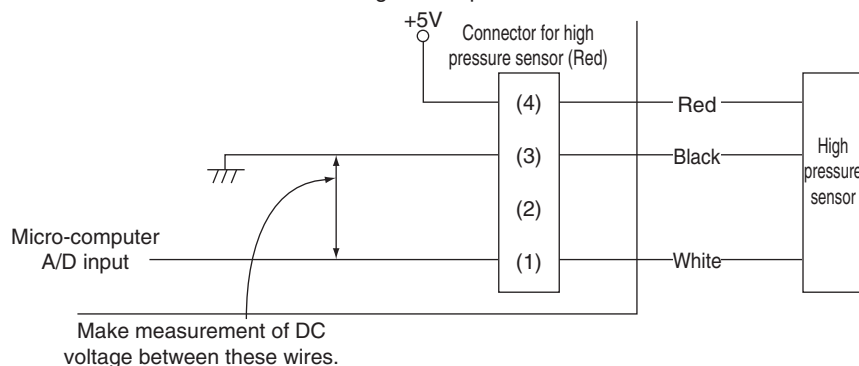 +5V
Connector for high
pressure sensor (Red)
(4)
Red
(3)
Black
High
pressure
sensor
(2)
Micro-computer
A/D input
(1)
White
Make measurement of DC
voltage between these wires.